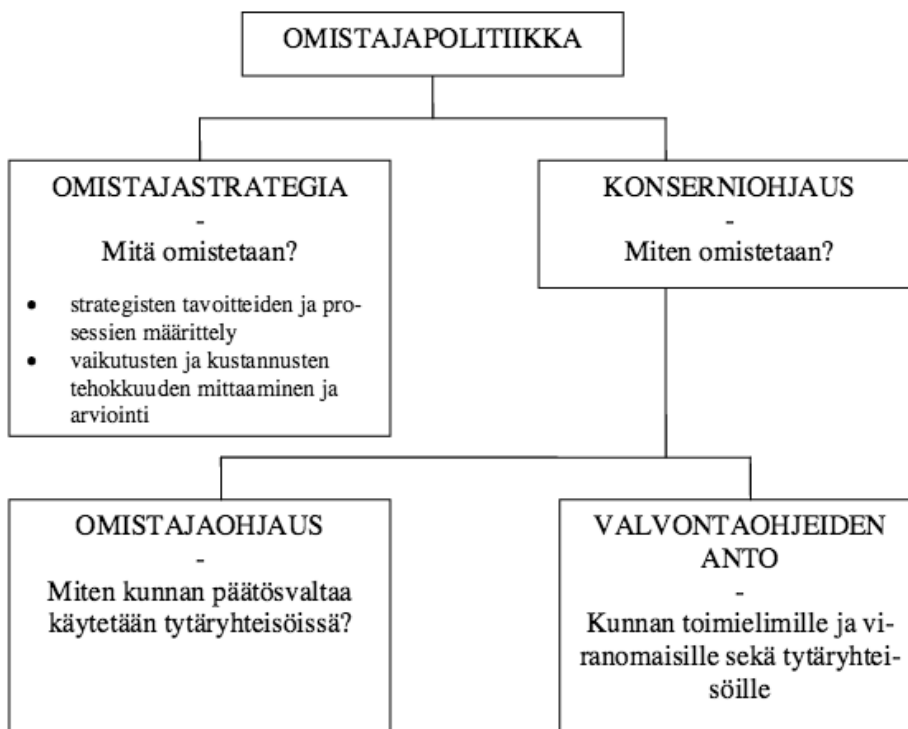 OMISTAJAPOLITIIKKA
OMISTAJASTRATEGIA
-
Mitä omistetaan?
• strategisten tavoitteiden ja pro-
sessien määrittely
• vaikutusten ja kustannusten
tehokkuuden mittaaminen ja
arviointi
KONSERNIOHJAUS
-
Miten omistetaan?
OMISTAJAOHJAUS
-
Miten kunnan päätösvaltaa
käytetään tytäryhteisöissä?
VALVONTAOHJEIDEN
ANTO
-
Kunnan toimielimille ja vi-
ranomaisille sekä tytäryhtei-
söille